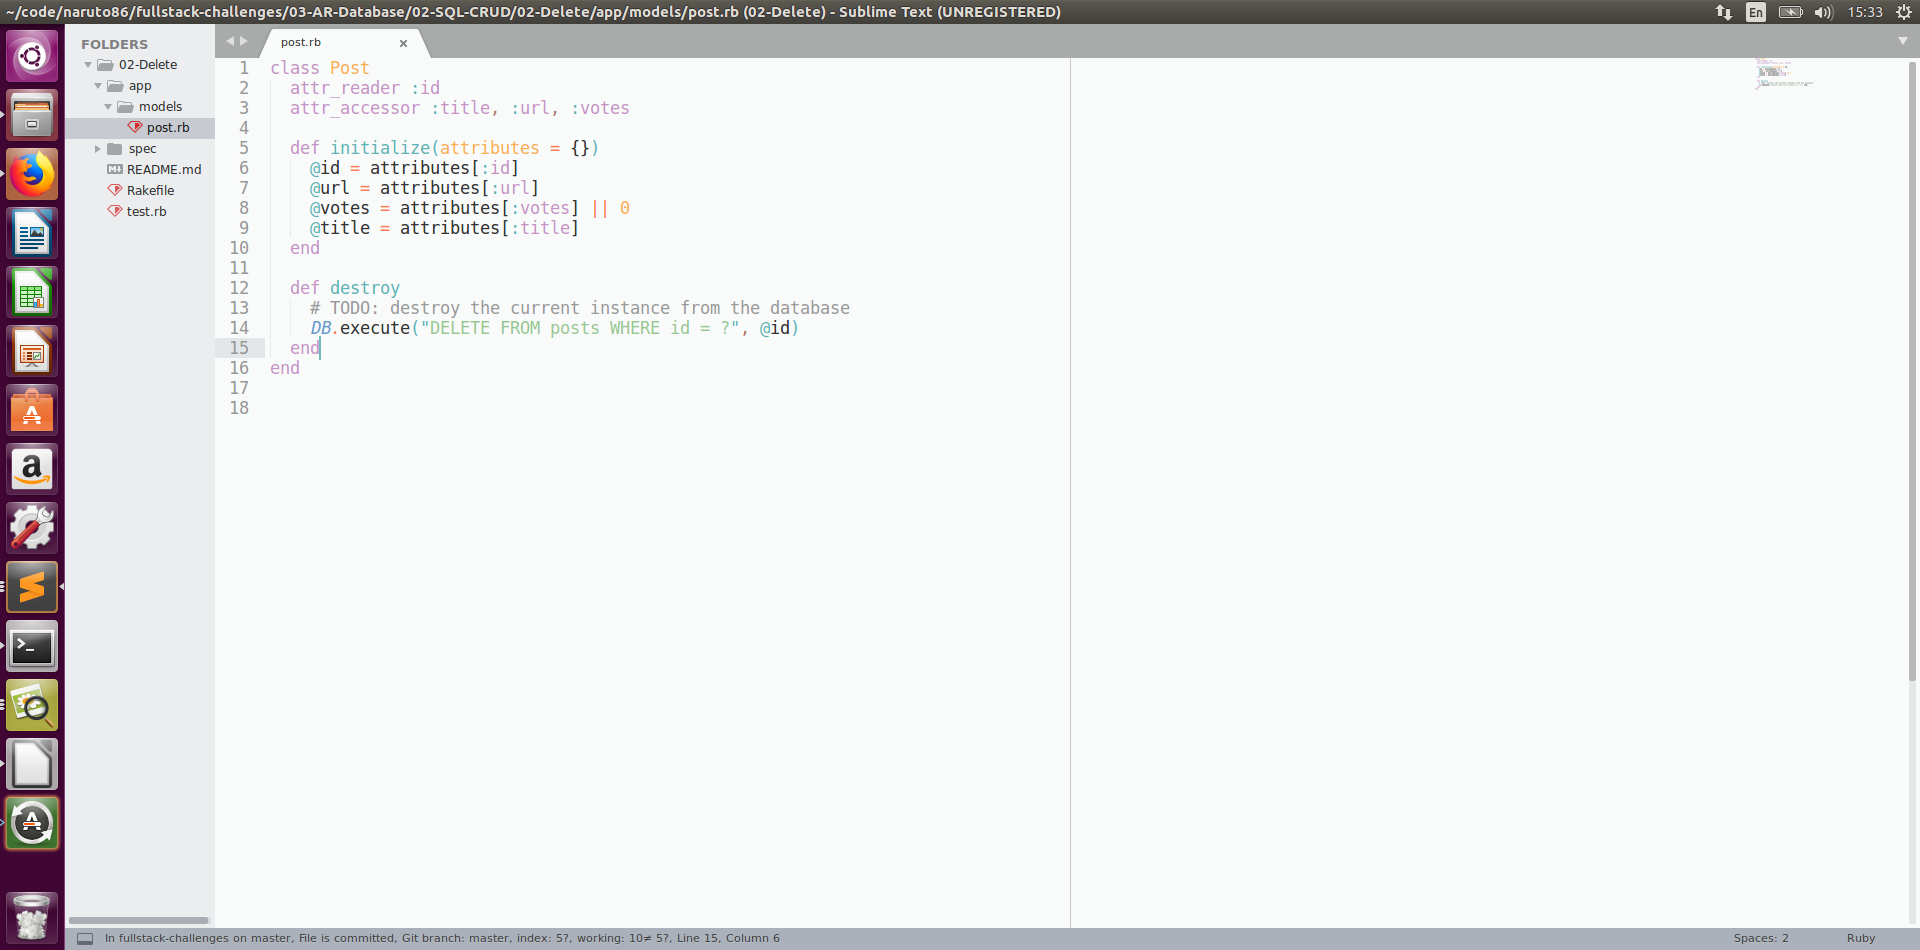 ~/code/naruto86/fullstack-challenges/03-AR-Database/02-SQL-CRUD/02-Delete/app/models/post.rb (02-Delete) - Sublime Text (UNREGISTERED)
En
15:33
FOLDERS
02-Delete
app
models
post.rb
spec
README.md
Rakefile
test.rb
post.rb
1 class Post
2 attr_reader :id
3 attr_accessor :title, :url, :votes
4
5 def initialize(attributes = {})
6 @id = attributes[:id]
7 @url = attributes[:url]
8 @votes = attributes[:votes] || 0
9 @title = attributes[:title]
10 end
11
12 def destroy
13 # TODO: destroy the current instance from the database
14 DB.execute("DELETE FROM posts WHERE id = ?", @id)
15 end
16 end
17
18
In fullstack-challenges on master, File is committed, Git branch: master, index: 5?, working: 10≠ 5?, Line 15, Column 6
Spaces: 2
Ruby